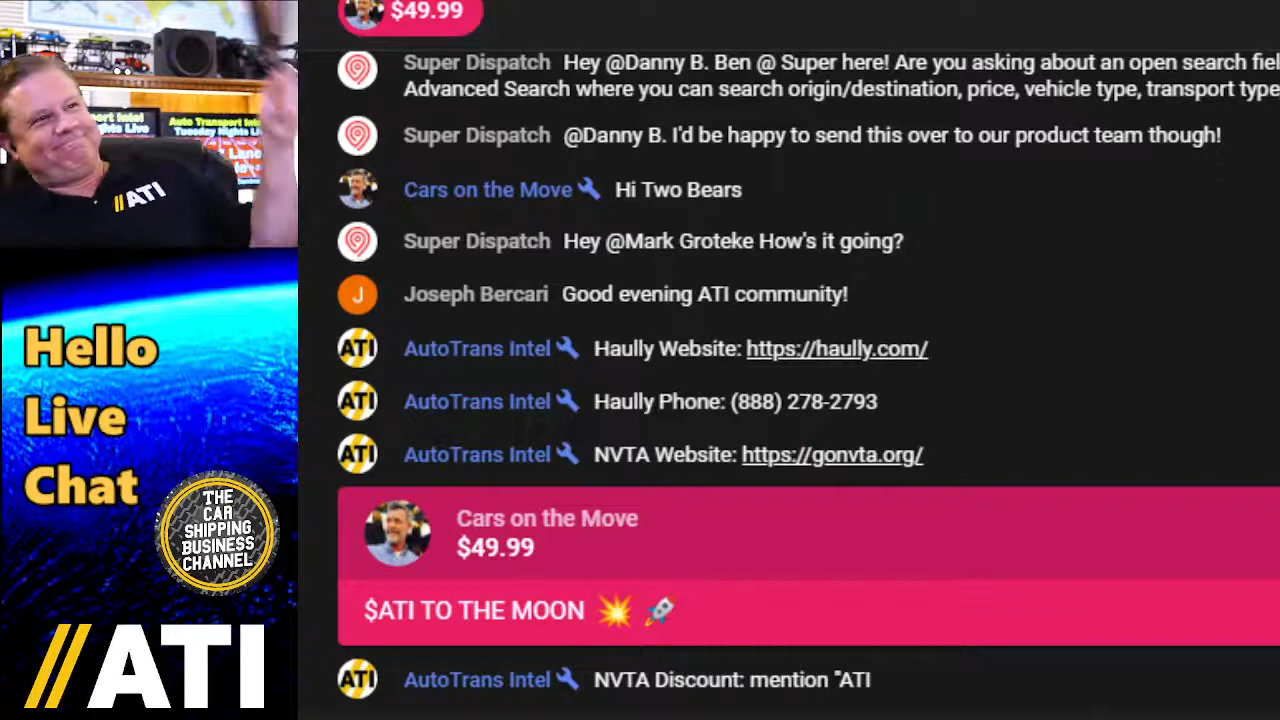 $49.99
Super Dispatch Hey @Danny B. Ben @ Super here! Are you asking about an open search fiel
Advanced Search where you can search origin/destination, price, vehicle type, transport type
Super Dispatch @Danny B. I'd be happy to send this over to our product team though!
Cars on the Move Hi Two Bears
Super Dispatch Hey @Mark Groteke How's it going?
J Joseph Bercari Good evening ATI community!
ATI AutoTrans Intel Haully Website: https://haully.com/
ATI AutoTrans Intel Haully Phone: (888) 278-2793
ATI AutoTrans Intel NVTA Website: https://gonvta.org/
Cars on the Move
$49.99
$ATI TO THE MOON 💥 🚀
ATI AutoTrans Intel NVTA Discount: mention "ATI
Auto Transport Inte
Tuesday Nights Li
//ATI
Hello
Live
Chat
THE
CAR
SHIPPING
BUSINESS
CHANNEL
//ATI